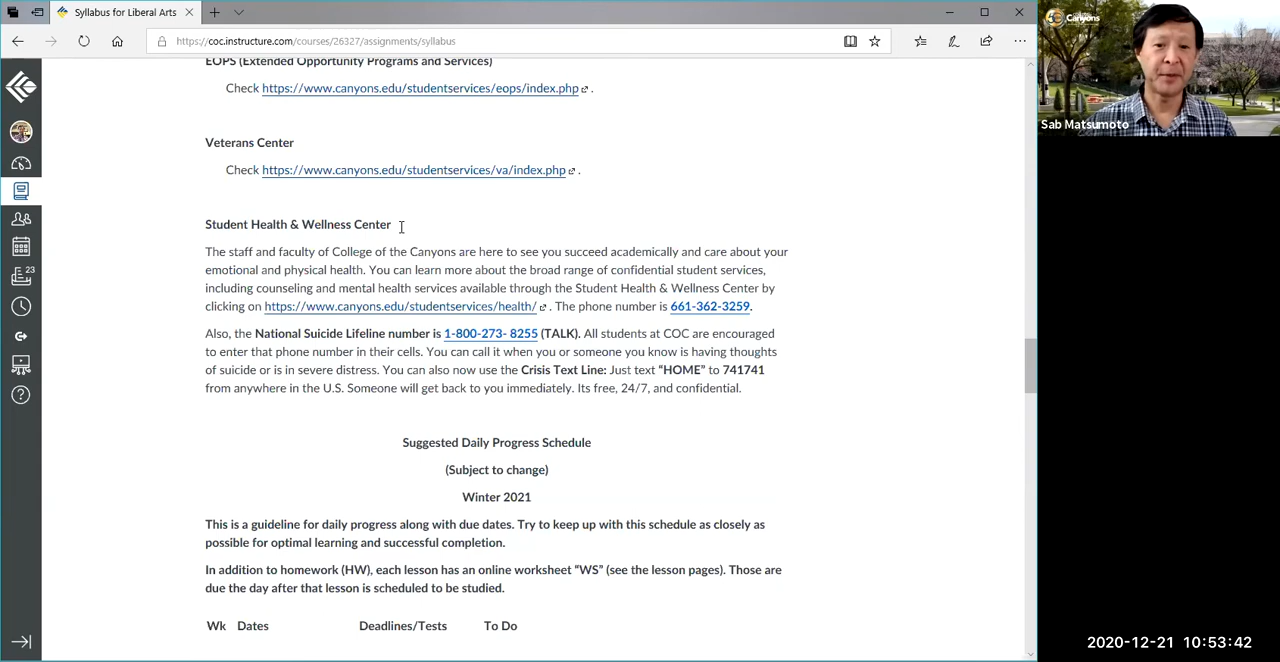 Syllabus for Liberal Arts
https://coc.instructure.com/courses/26327/assignments/syllabus
Canyons
Sab Matsumoto
EOPS (Extended Opportunity Programs and Services)
Check https://www.canyons.edu/studentservices/eops/index.php .
Veterans Center
Check https://www.canyons.edu/studentservices/va/index.php .
Student Health & Wellness Center
The staff and faculty of College of the Canyons are here to see you succeed academically and care about your
emotional and physical health. You can learn more about the broad range of confidential student services,
including counseling and mental health services available through the Student Health & Wellness Center by
clicking on https://www.canyons.edu/studentservices/health/ . The phone number is 661-362-3259.
Also, the National Suicide Lifeline number is 1-800-273- 8255 (TALK). All students at COC are encouraged
to enter that phone number in their cells. You can call it when you or someone you know is having thoughts
of suicide or is in severe distress. You can also now use the Crisis Text Line: Just text “HOME” to 741741
from anywhere in the U.S. Someone will get back to you immediately. Its free, 24/7, and confidential.
23
Suggested Daily Progress Schedule
(Subject to change)
Winter 2021
This is a guideline for daily progress along with due dates. Try to keep up with this schedule as closely as
possible for optimal learning and successful completion.
In addition to homework (HW), each lesson has an online worksheet “WS” (see the lesson pages). Those are
due the day after that lesson is scheduled to be studied.
Wk Dates Deadlines/Tests To Do
2020-12-21 10:53:42